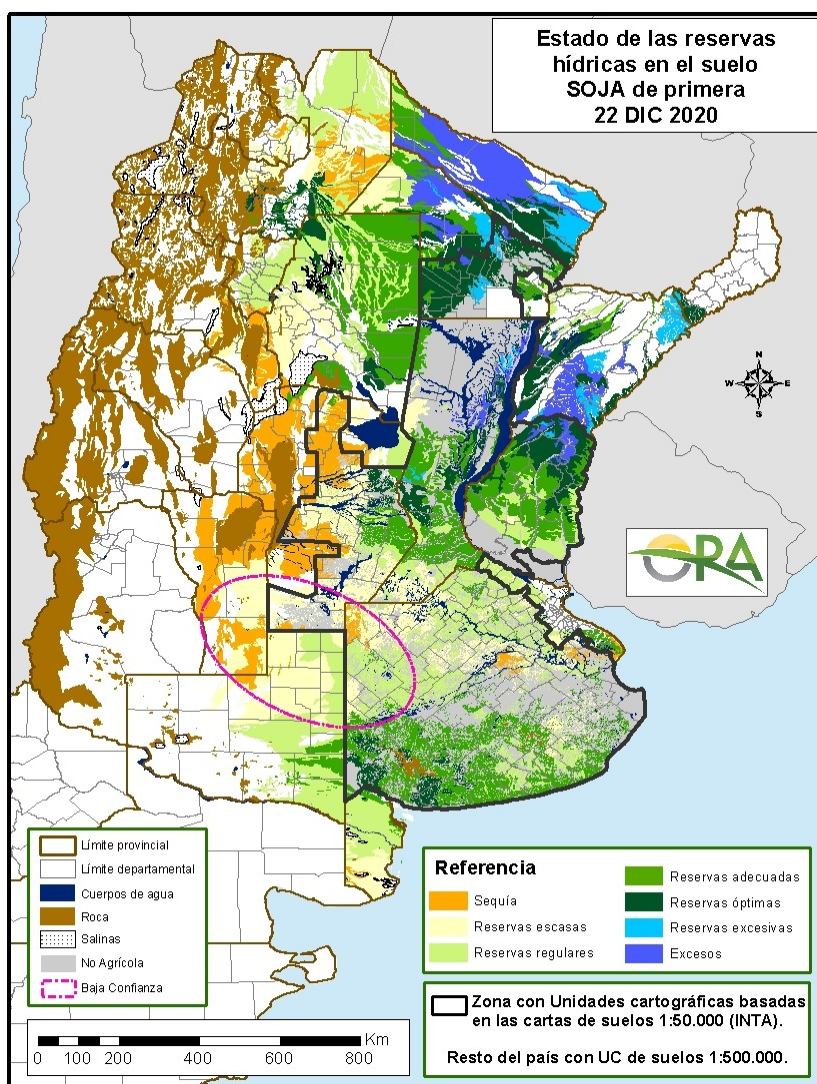 Estado de las reservas
hídricas en el suelo
SOJA de primera
22 DIC 2020
N
W E
S
ORA
Límite provincial
Límite departamental
Cuerpos de agua
Roca
Salinas
No Agrícola
Baja Confianza
Referencia
Sequía
Reservas escasas
Reservas regulares
Reservas adecuadas
Reservas óptimas
Reservas excesivas
Excesos
Zona con Unidades cartográficas basadas
en las cartas de suelos 1:50.000 (INTA).
Resto del país con UC de suelos 1:500.000.
Km
0 100 200 400 600 800